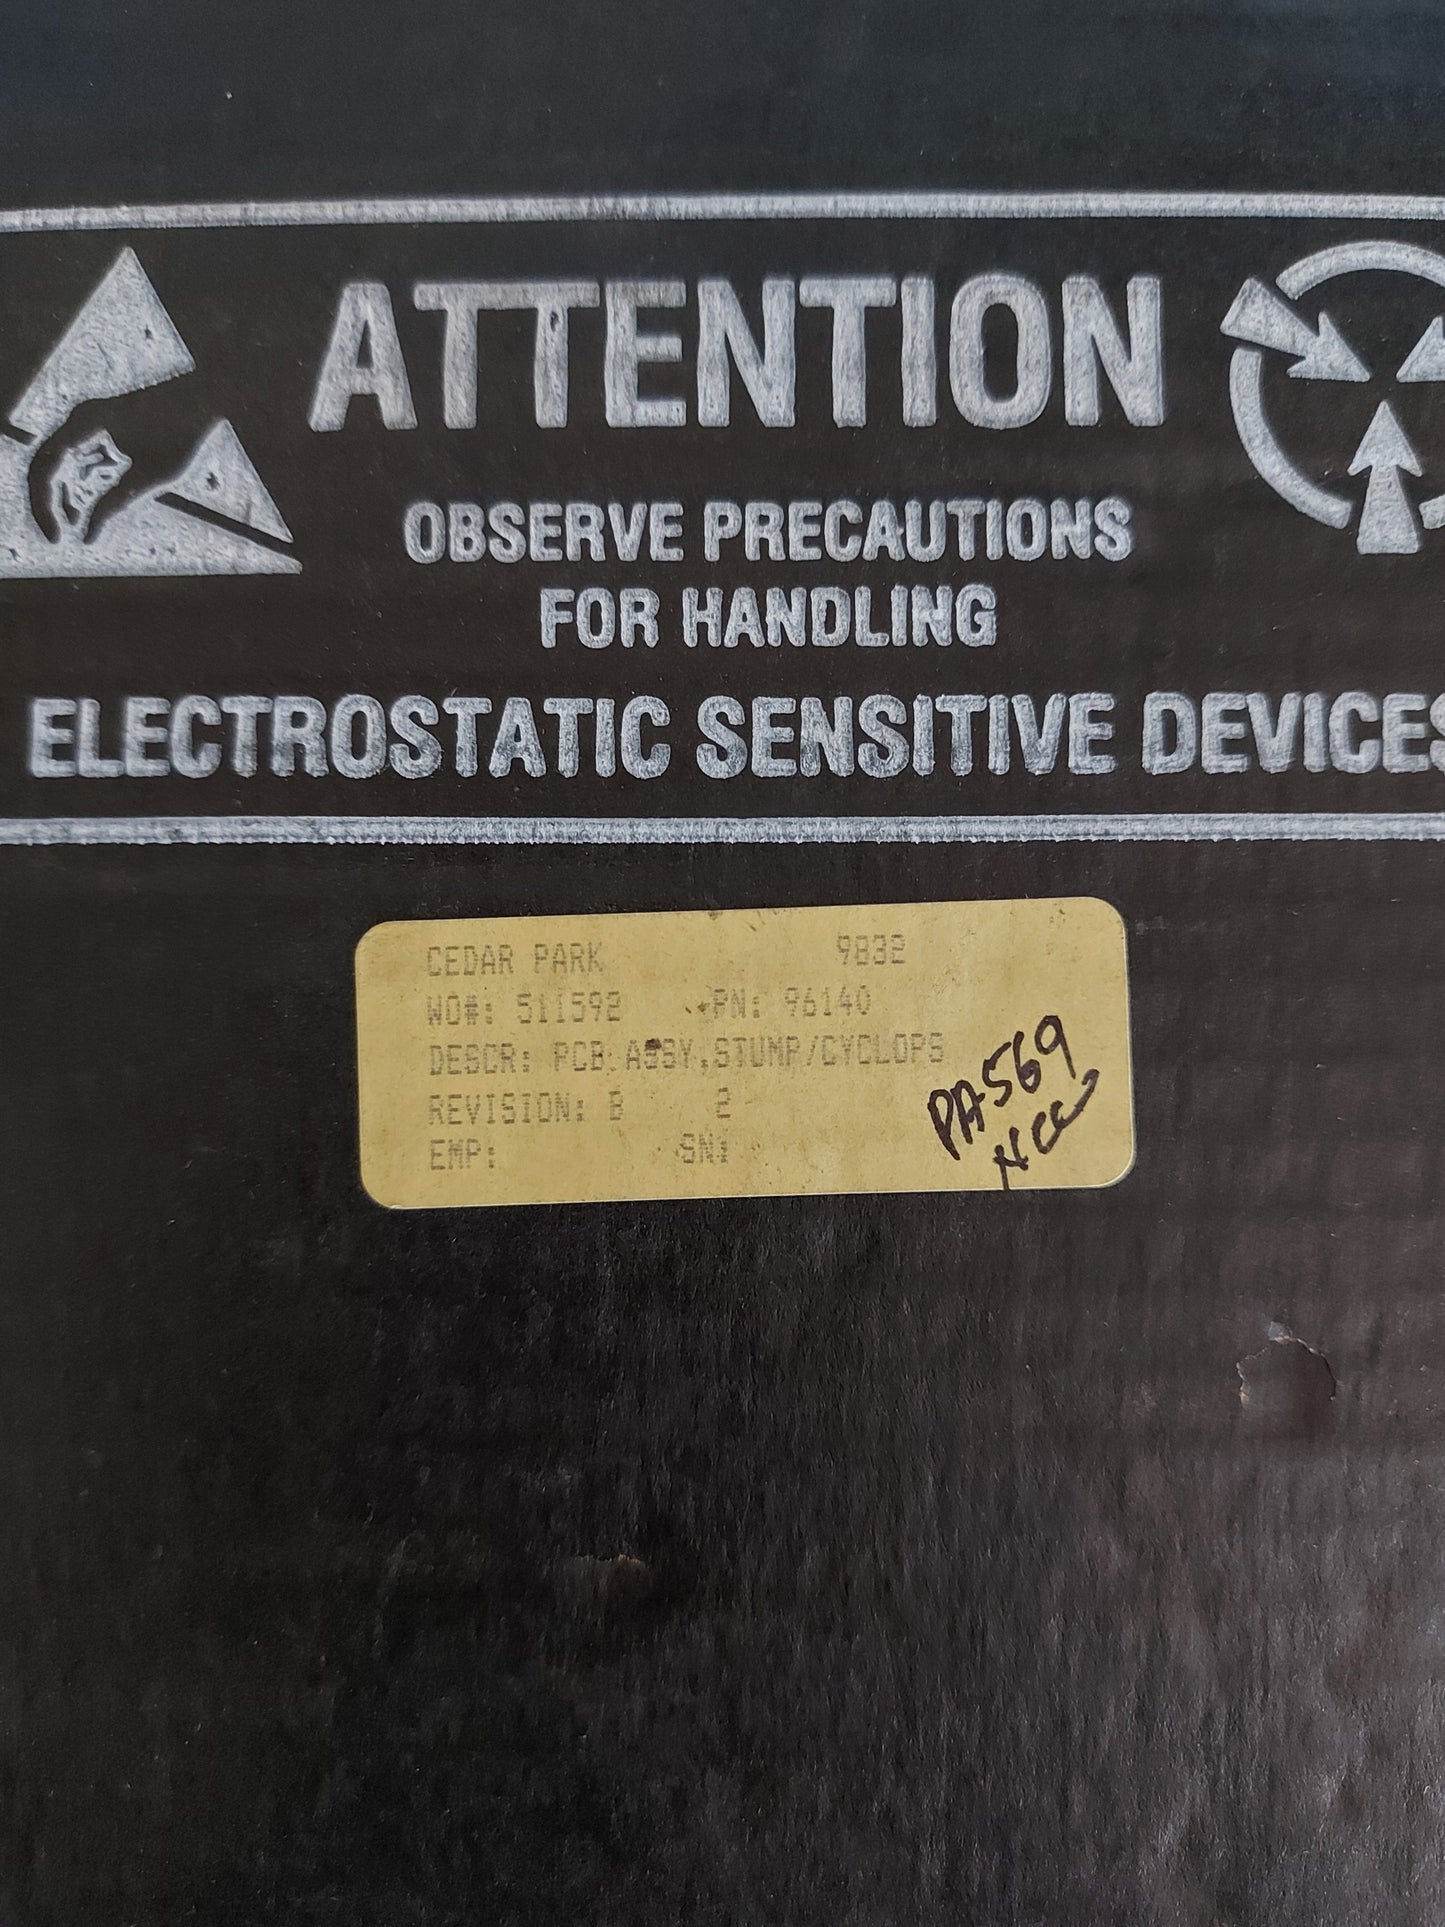 ATTENTION
OBSERVE PRECAUTIONS
FOR HANDLING
ELECTROSTATIC SENSITIVE DEVICES
CEDAR PARK 9832
WO#: 511592 PN: 96140
DESCR: PCB ASSY,STUMP/CYCLOPS
REVISION: B 2
EMP: SN:
PA569